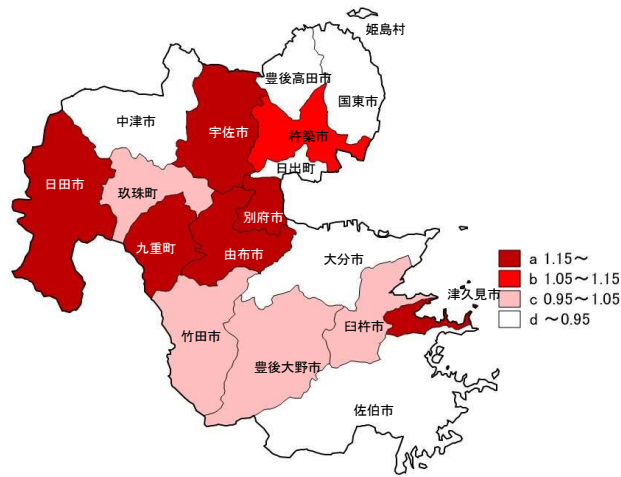 姫島村
豊後高田市
国東市
中津市
宇佐市
杵築市
日出町
日田市
玖珠町
別府市
九重町
由布市
大分市
a 1.15～
b 1.05～1.15
c 0.95～1.05
d ～0.95
津久見市
臼杵市
竹田市
豊後大野市
佐伯市